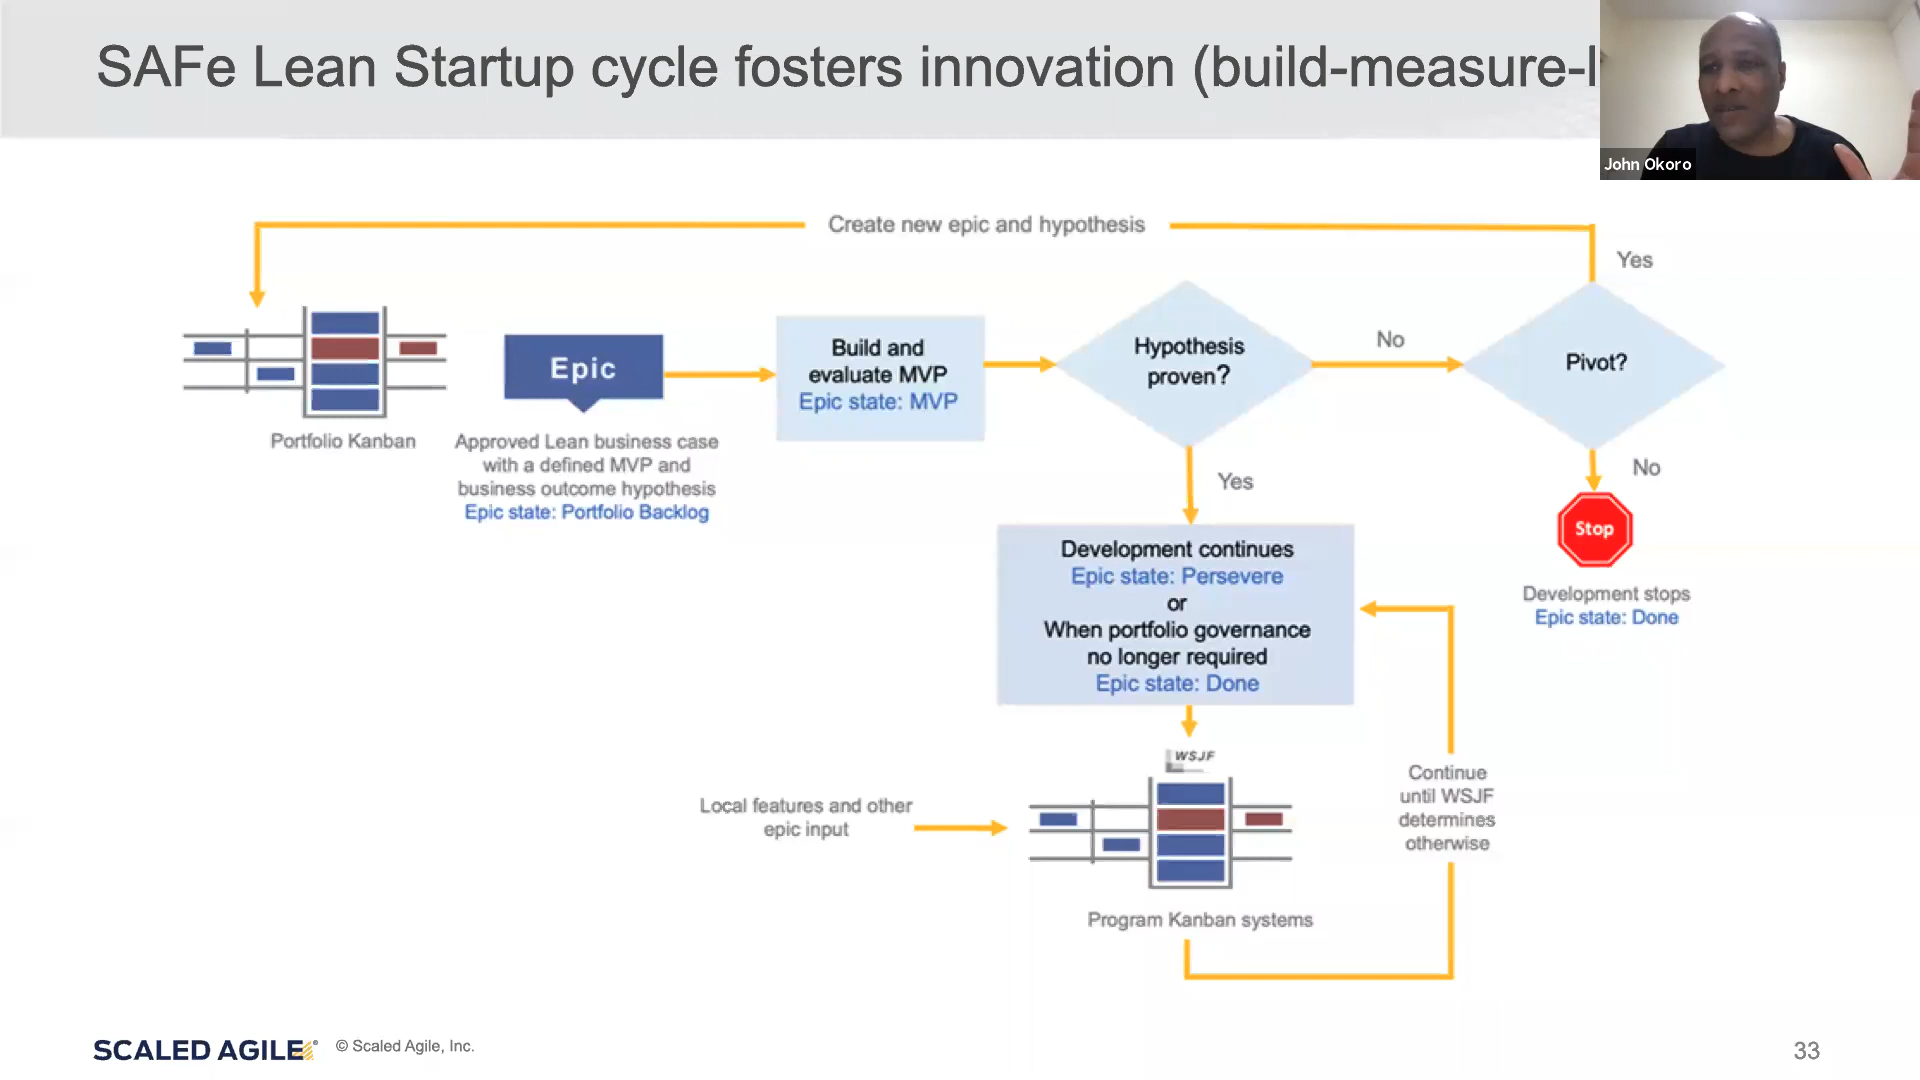 SAFe Lean Startup cycle fosters innovation (build-measure-l
John Okoro
Create new epic and hypothesis
Yes
Portfolio Kanban
Epic
Approved Lean business case
with a defined MVP and
business outcome hypothesis
Epic state: Portfolio Backlog
Build and
evaluate MVP
Epic state: MVP
Hypothesis
proven?
No
Pivot?
Yes
No
Stop
Development stops
Epic state: Done
Development continues
Epic state: Persevere
or
When portfolio governance
no longer required
Epic state: Done
WSJF
Local features and other
epic input
Program Kanban systems
Continue
until WSJF
determines
otherwise
SCALED AGILE®
© Scaled Agile, Inc.
33